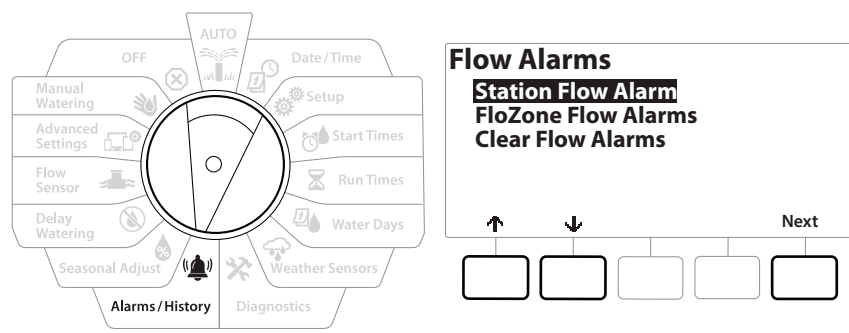 AUTO
OFF
Date/Time
Manual
Watering
Setup
Advanced
Settings
Start Times
Flow
Sensor
Run Times
Delay
Watering
Water Days
Seasonal Adjust
%
Weather Sensors
Alarms/History
Diagnostics
Flow Alarms
Station Flow Alarm
FloZone Flow Alarms
Clear Flow Alarms
Next